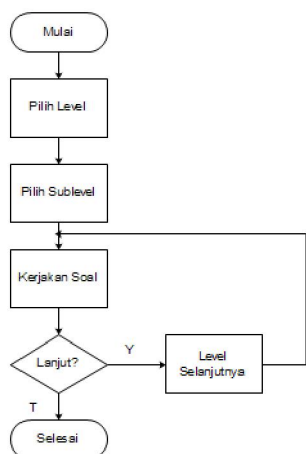 Mulai
Pilih Level
Pilih Sublevel
Kerjakan Soal
Lanjut?
Y
Level
Selanjutnya
T
Selesai